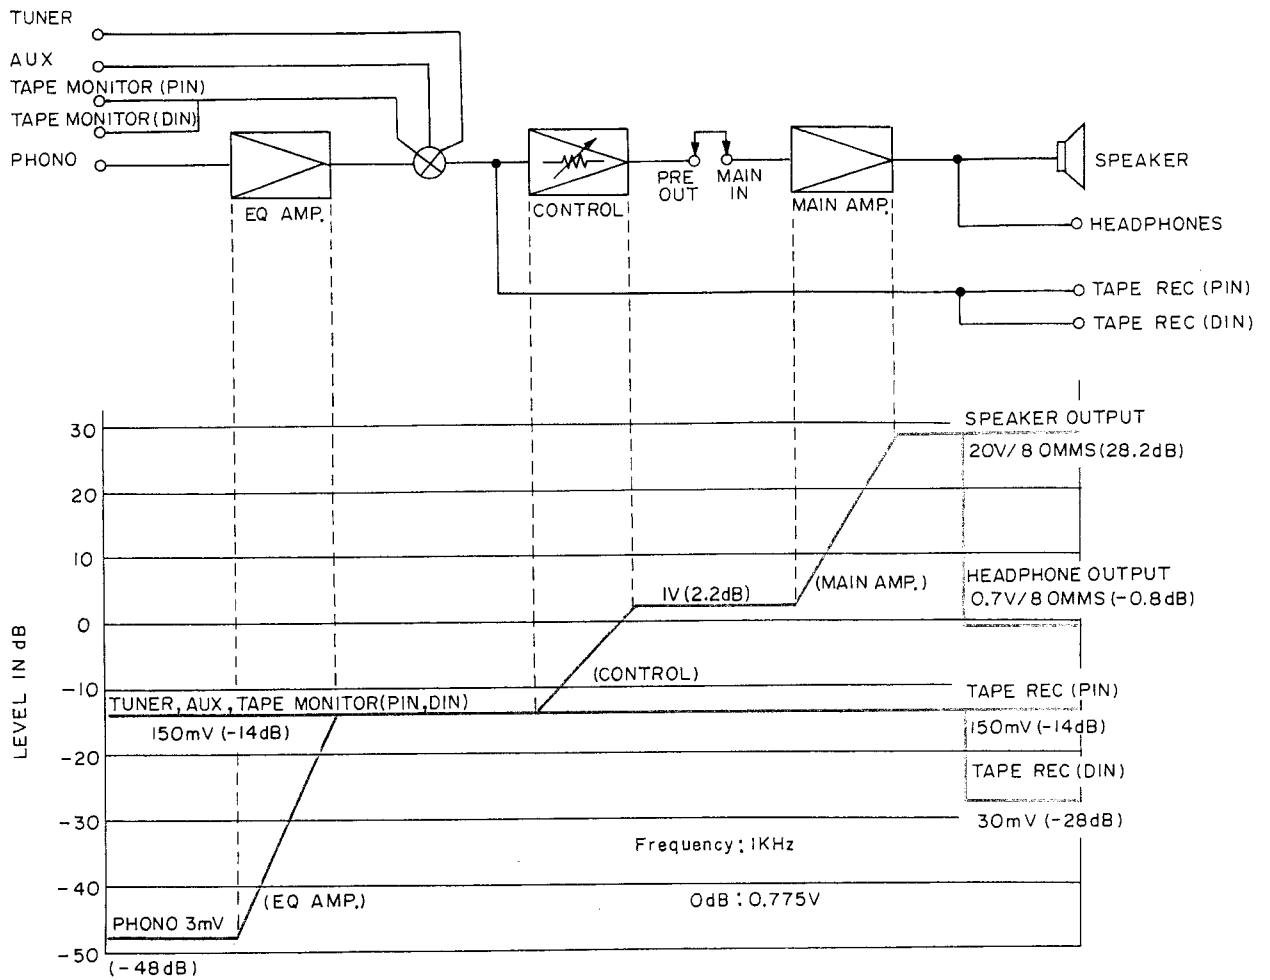 TUNER
AUX
TAPE MONITOR (PIN)
TAPE MONITOR (DIN)
PHONO
EQ AMP.
CONTROL
PRE OUT
MAIN IN
MAIN AMP.
SPEAKER
HEADPHONES
TAPE REC (PIN)
TAPE REC (DIN)
LEVEL IN dB
30
20
10
0
-10
-20
-30
-40
-50
SPEAKER OUTPUT
20V/8 OMMS (28.2dB)
HEADPHONE OUTPUT
0.7V/8 OMMS (-0.8dB)
(MAIN AMP.)
1V (2.2dB)
(CONTROL)
TUNER, AUX, TAPE MONITOR(PIN, DIN)
150mV (-14dB)
TAPE REC (PIN)
150mV (-14dB)
TAPE REC (DIN)
30mV (-28dB)
Frequency : 1KHz
0dB : 0.775V
(EQ AMP.)
PHONO 3mV
(-48dB)